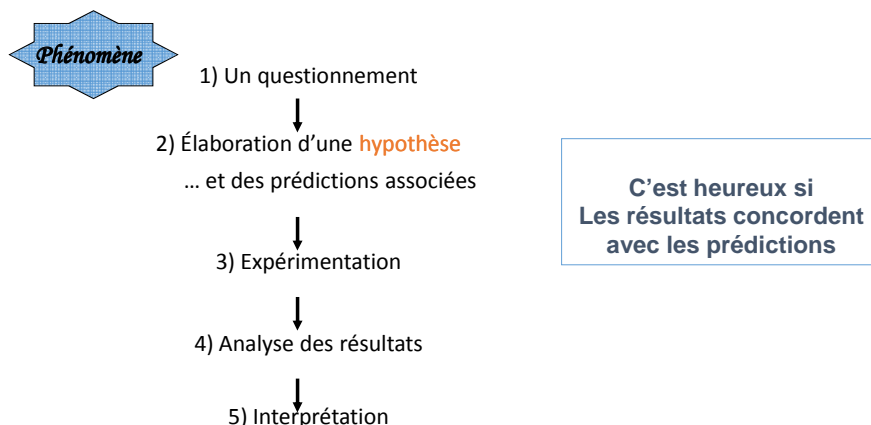 Phénomène
1) Un questionnement
2) Élaboration d'une hypothèse
... et des prédictions associées
3) Expérimentation
4) Analyse des résultats
5) Interprétation
C'est heureux si
Les résultats concordent
avec les prédictions